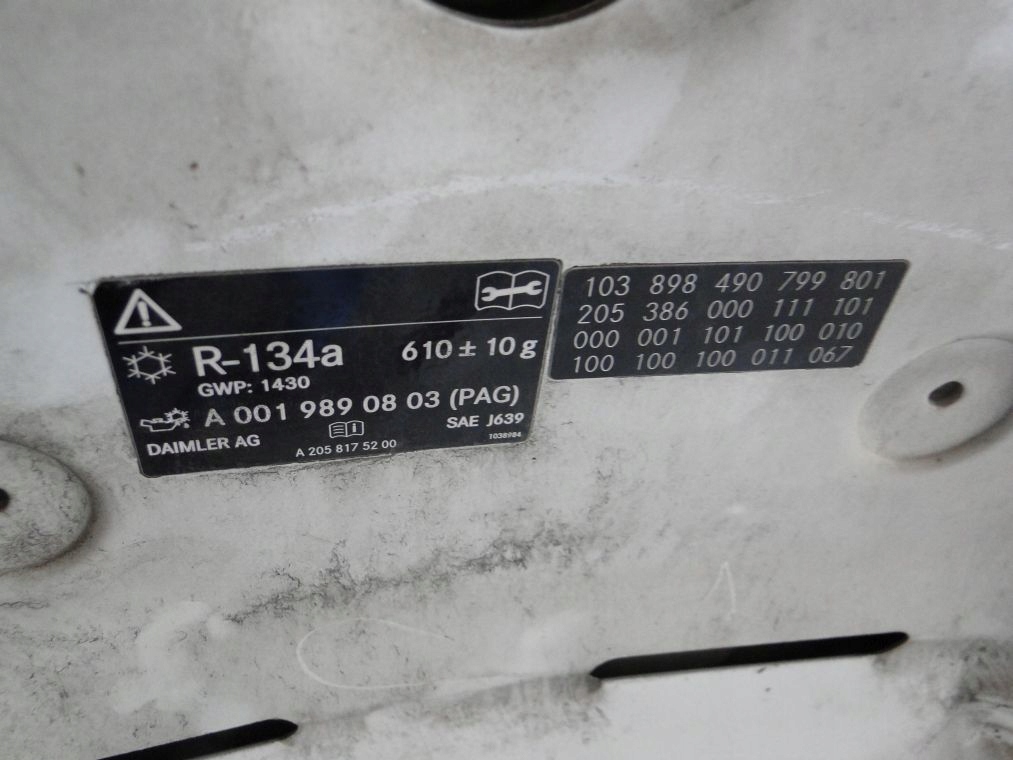 R-134a 610 ± 10 g
GWP: 1430
A 001 989 08 03 (PAG)
DAIMLER AG SAE J639
A 205 817 52 00 1038984
103 898 490 799 801
205 386 000 111 101
000 001 101 100 010
100 100 100 011 067